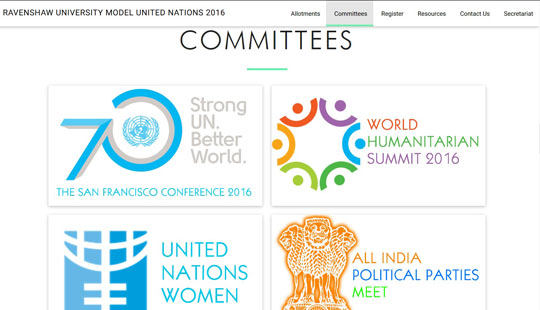 RAVENSHAW UNIVERSITY MODEL UNITED NATIONS 2016
Allotments
Committees
Register
Resources
Contact Us
Secretariat
COMMITTEES
70
Strong
UN.
Better
World.
THE SAN FRANCISCO CONFERENCE 2016
WORLD
HUMANITARIAN
SUMMIT 2016
UNITED
NATIONS
WOMEN
ALL INDIA
POLITICAL PARTIES
MEET